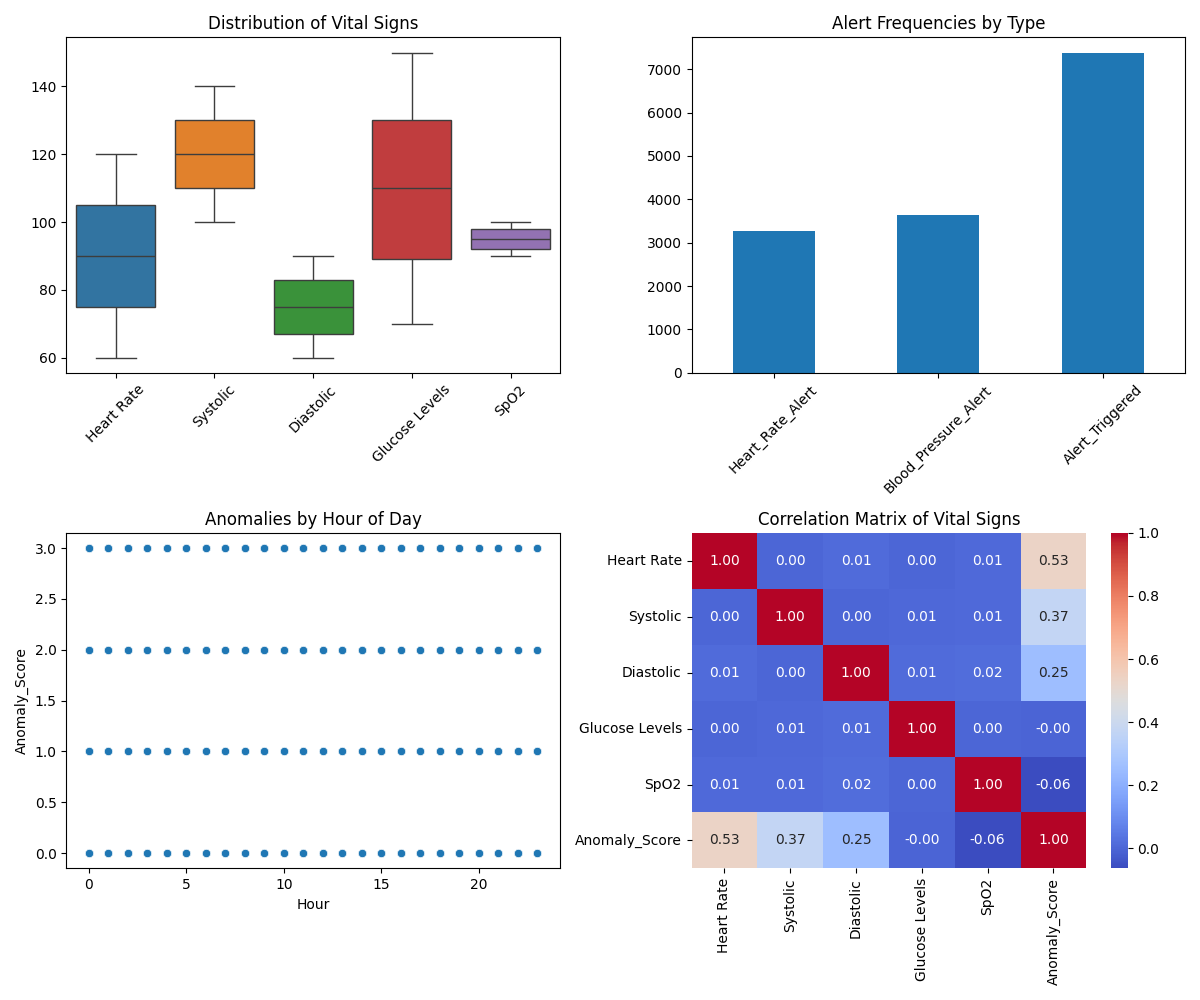 Distribution of Vital Signs
140
120
100
80
60
Heart Rate
Systolic
Diastolic
Glucose Levels
SpO2
Alert Frequencies by Type
7000
6000
5000
4000
3000
2000
1000
0
Heart_Rate_Alert
Blood_Pressure_Alert
Alert_Triggered
Anomalies by Hour of Day
Anomaly_Score
3.0
2.5
2.0
1.5
1.0
0.5
0.0
0 5 10 15 20
Hour
Correlation Matrix of Vital Signs
Heart Rate 1.00 0.00 0.01 0.00 0.01 0.53
Systolic 0.00 1.00 0.00 0.01 0.01 0.37
Diastolic 0.01 0.00 1.00 0.01 0.02 0.25
Glucose Levels 0.00 0.01 0.01 1.00 0.00 -0.00
SpO2 0.01 0.01 0.02 0.00 1.00 -0.06
Anomaly_Score 0.53 0.37 0.25 -0.00 -0.06 1.00
Heart Rate
Systolic
Diastolic
Glucose Levels
SpO2
Anomaly_Score
1.0
0.8
0.6
0.4
0.2
0.0